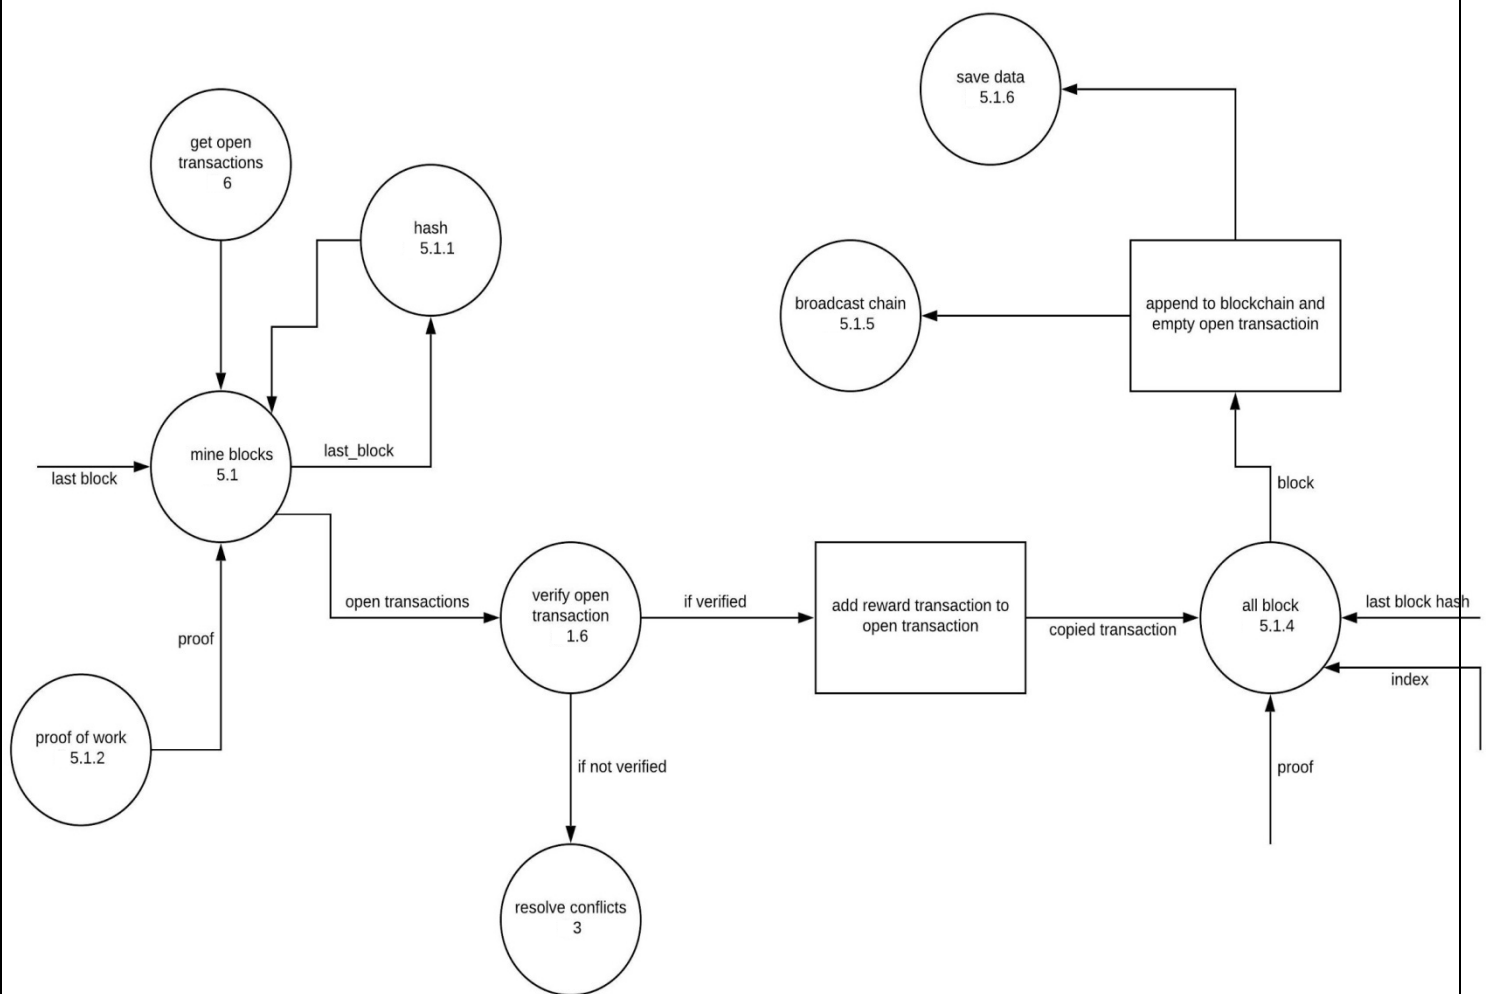 save data
5.1.6
get open
transactions
6
hash
5.1.1
broadcast chain
5.1.5
append to blockchain and
empty open transactioin
mine blocks
5.1
last_block
last block
block
open transactions
verify open
transaction
1.6
if verified
add reward transaction to
open transaction
copied transaction
all block
5.1.4
last block hash
index
proof
proof of work
5.1.2
if not verified
proof
resolve conflicts
3